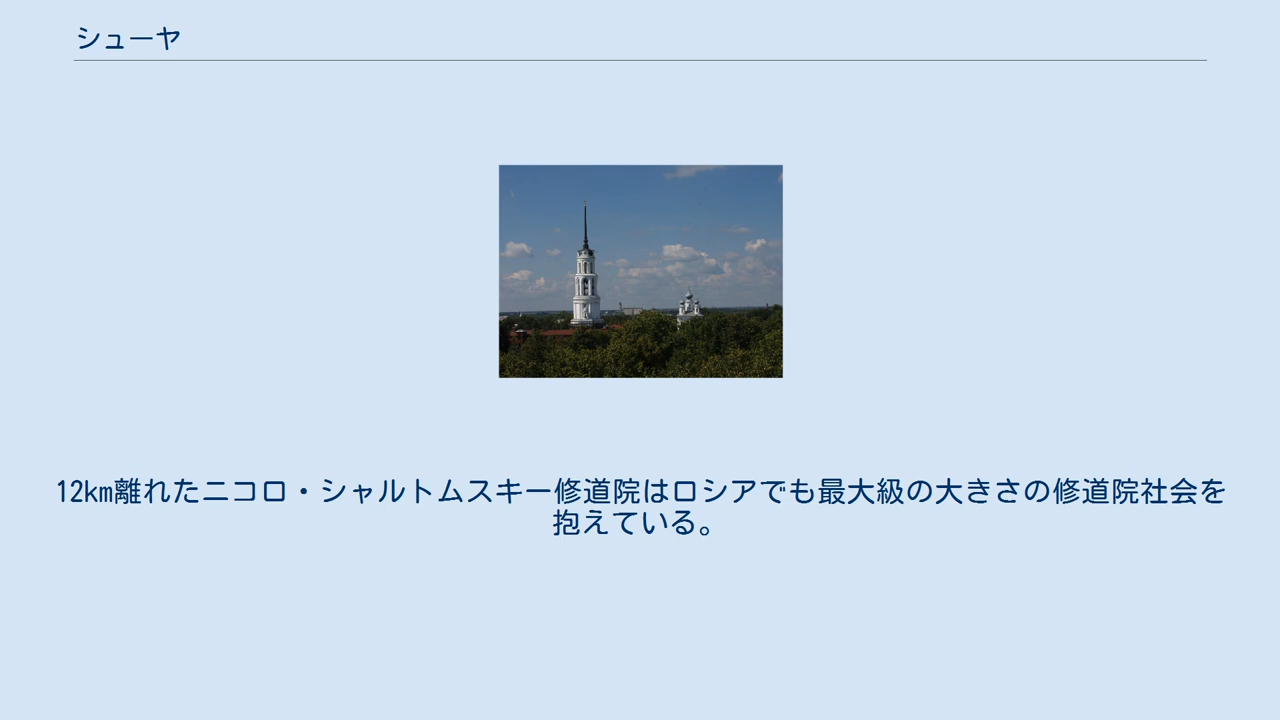 シューヤ
12km離れたニコロ・シャルトムスキー修道院はロシアでも最大級の大きさの修道院社会を
抱えている。